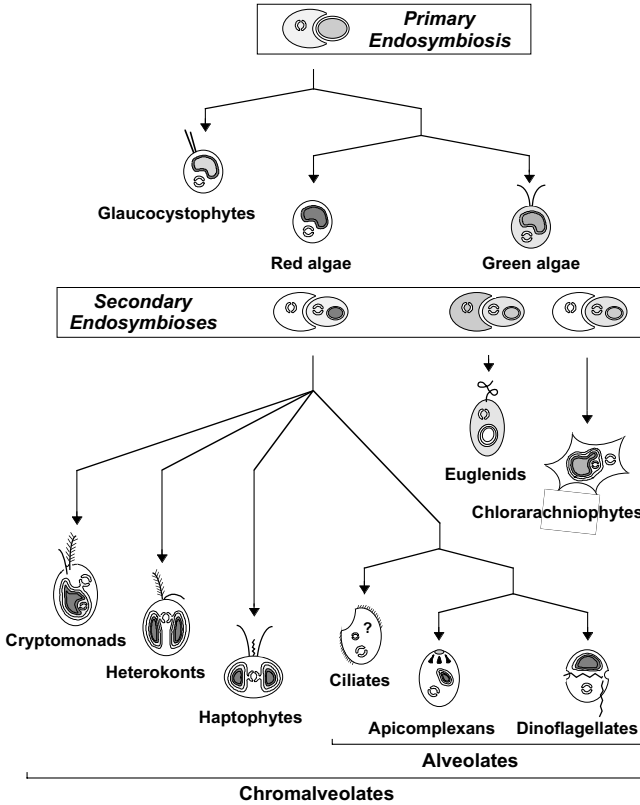 Primary
Endosymbiosis
Glaucocystophytes
Red algae
Green algae
Secondary
Endosymbioses
Euglenids
Chlorarachniophytes
Cryptomonads
Heterokonts
Haptophytes
?
Ciliates
Apicomplexans
Dinoflagellates
Alveolates
Chromalveolates